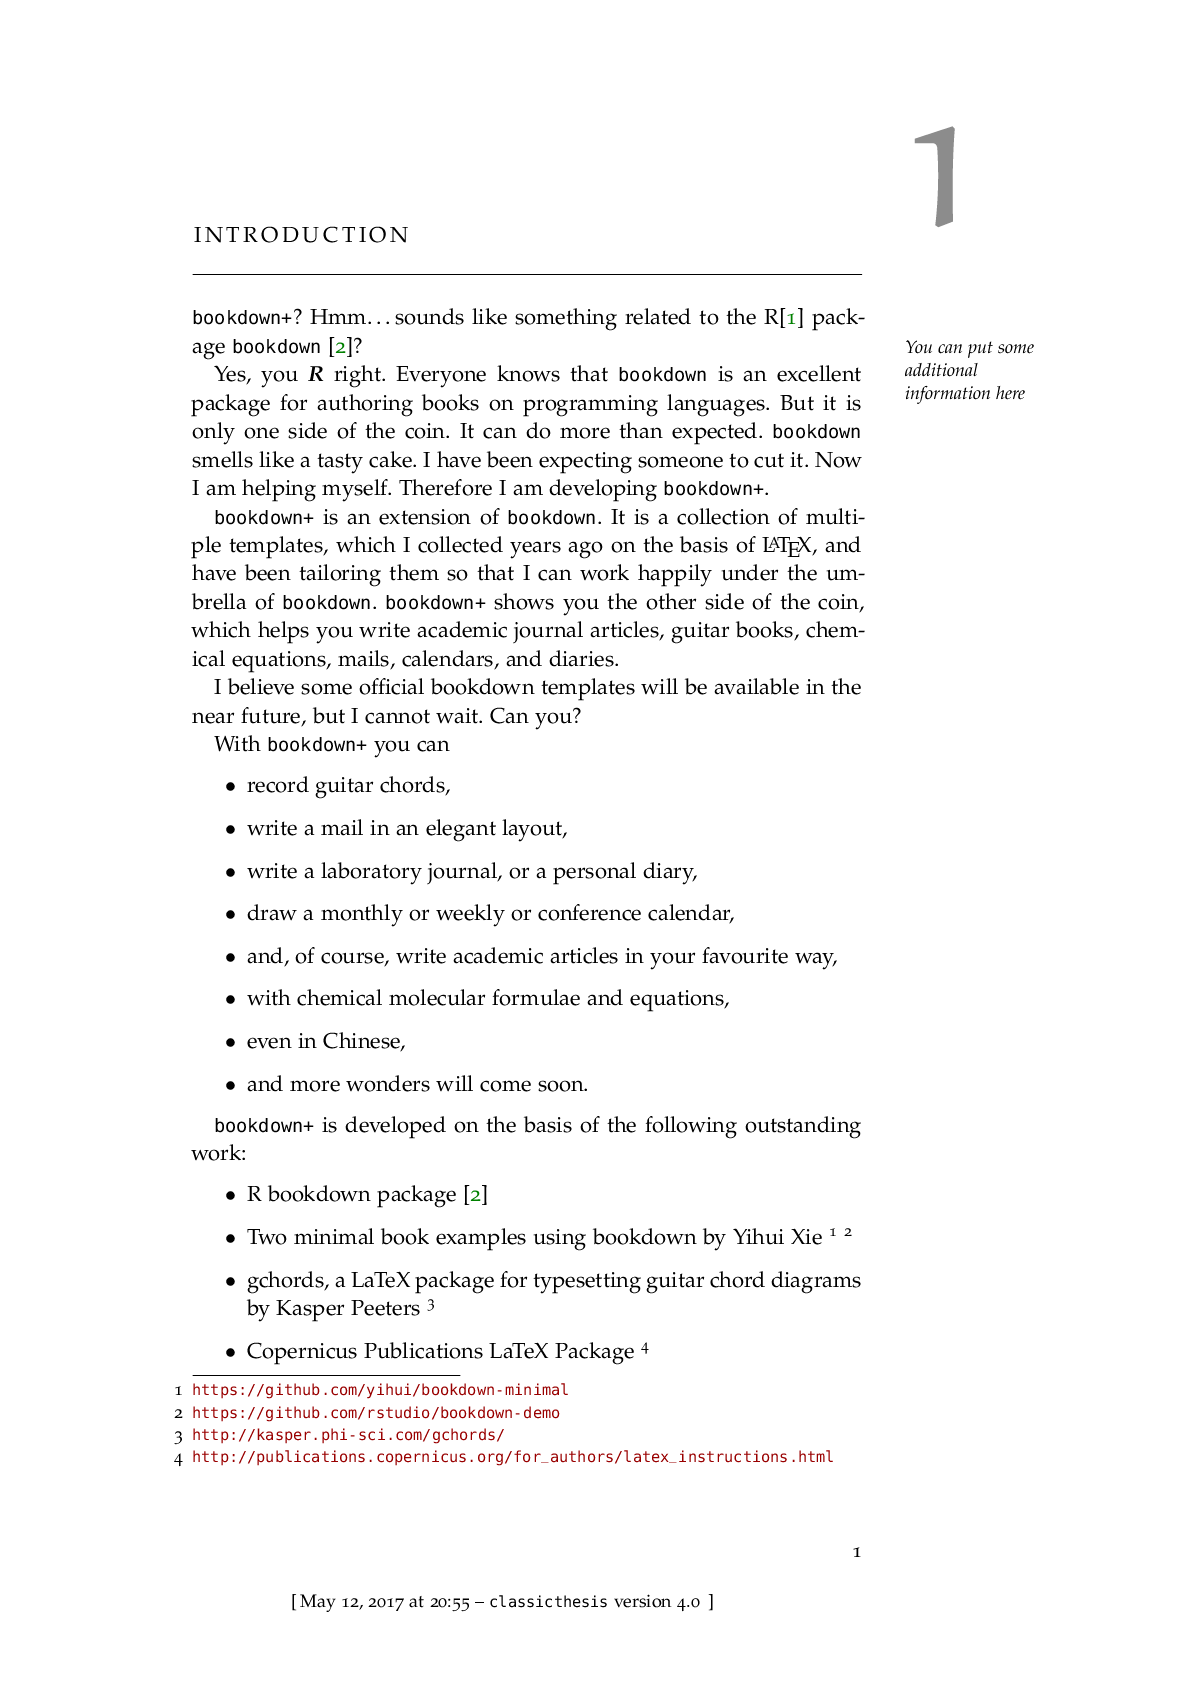 1
INTRODUCTION
bookdown+? Hmm... sounds like something related to the R[1] pack-
age bookdown [2]?
You can put some
additional
information here
Yes, you R right. Everyone knows that bookdown is an excellent
package for authoring books on programming languages. But it is
only one side of the coin. It can do more than expected. bookdown
smells like a tasty cake. I have been expecting someone to cut it. Now
I am helping myself. Therefore I am developing bookdown+.
bookdown+ is an extension of bookdown. It is a collection of multi-
ple templates, which I collected years ago on the basis of LATEX, and
have been tailoring them so that I can work happily under the um-
brella of bookdown. bookdown+ shows you the other side of the coin,
which helps you write academic journal articles, guitar books, chem-
ical equations, mails, calendars, and diaries.
I believe some official bookdown templates will be available in the
near future, but I cannot wait. Can you?
With bookdown+ you can
• record guitar chords,
• write a mail in an elegant layout,
• write a laboratory journal, or a personal diary,
• draw a monthly or weekly or conference calendar,
• and, of course, write academic articles in your favourite way,
• with chemical molecular formulae and equations,
• even in Chinese,
• and more wonders will come soon.
bookdown+ is developed on the basis of the following outstanding
work:
• R bookdown package [2]
• Two minimal book examples using bookdown by Yihui Xie 1 2
• gchords, a LaTeX package for typesetting guitar chord diagrams
by Kasper Peeters 3
• Copernicus Publications LaTeX Package 4
1 https://github.com/yihui/bookdown-minimal
2 https://github.com/rstudio/bookdown-demo
3 http://kasper.phi-sci.com/gchords/
4 http://publications.copernicus.org/for_authors/latex_instructions.html
1
[ May 12, 2017 at 20:55 – classicthesis version 4.0 ]